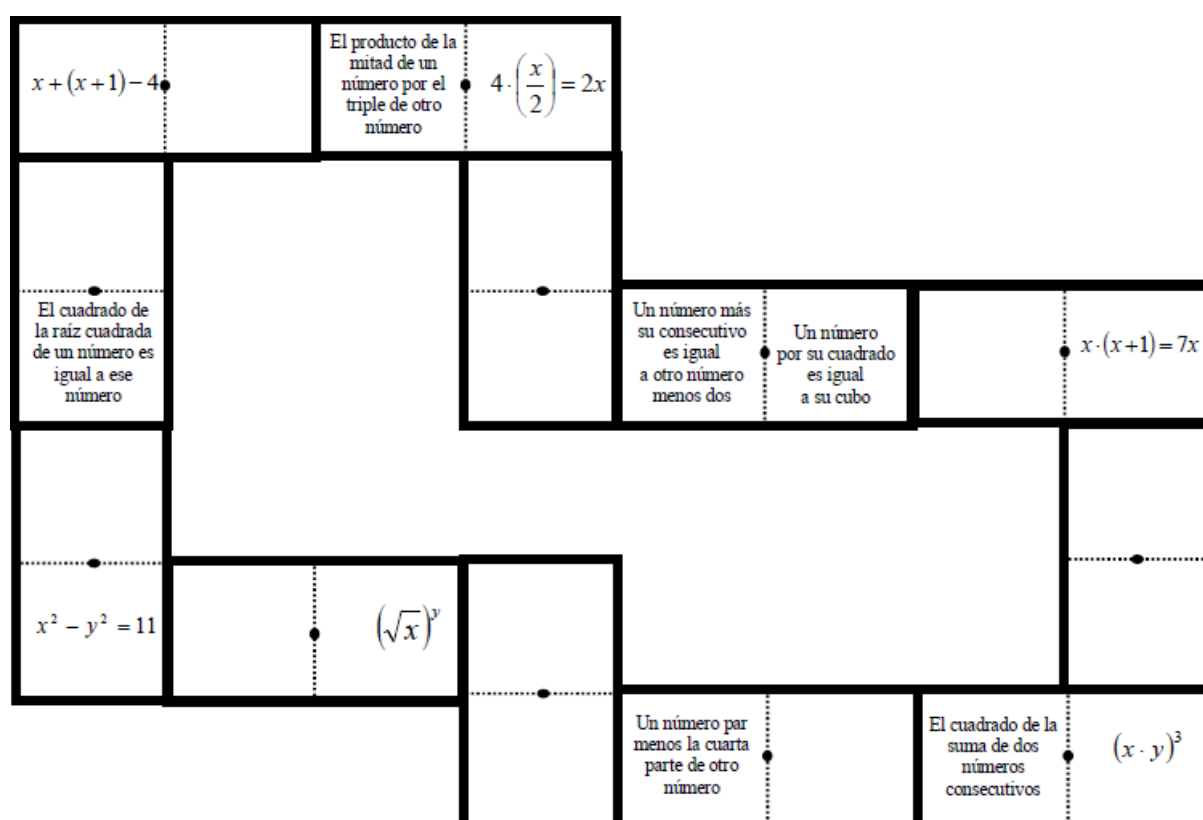 x + (x + 1) − 4
El producto de la
mitad de un
número por el
triple de otro
número
4 · (x/2) = 2x
El cuadrado de
la raíz cuadrada
de un número es
igual a ese
número
Un número más
su consecutivo
es igual
a otro número
menos dos
Un número
por su cuadrado
es igual
a su cubo
x · (x + 1) = 7x
x² − y² = 11
(√x)ʸ
Un número par
menos la cuarta
parte de otro
número
El cuadrado de la
suma de dos
números
consecutivos
(x · y)³